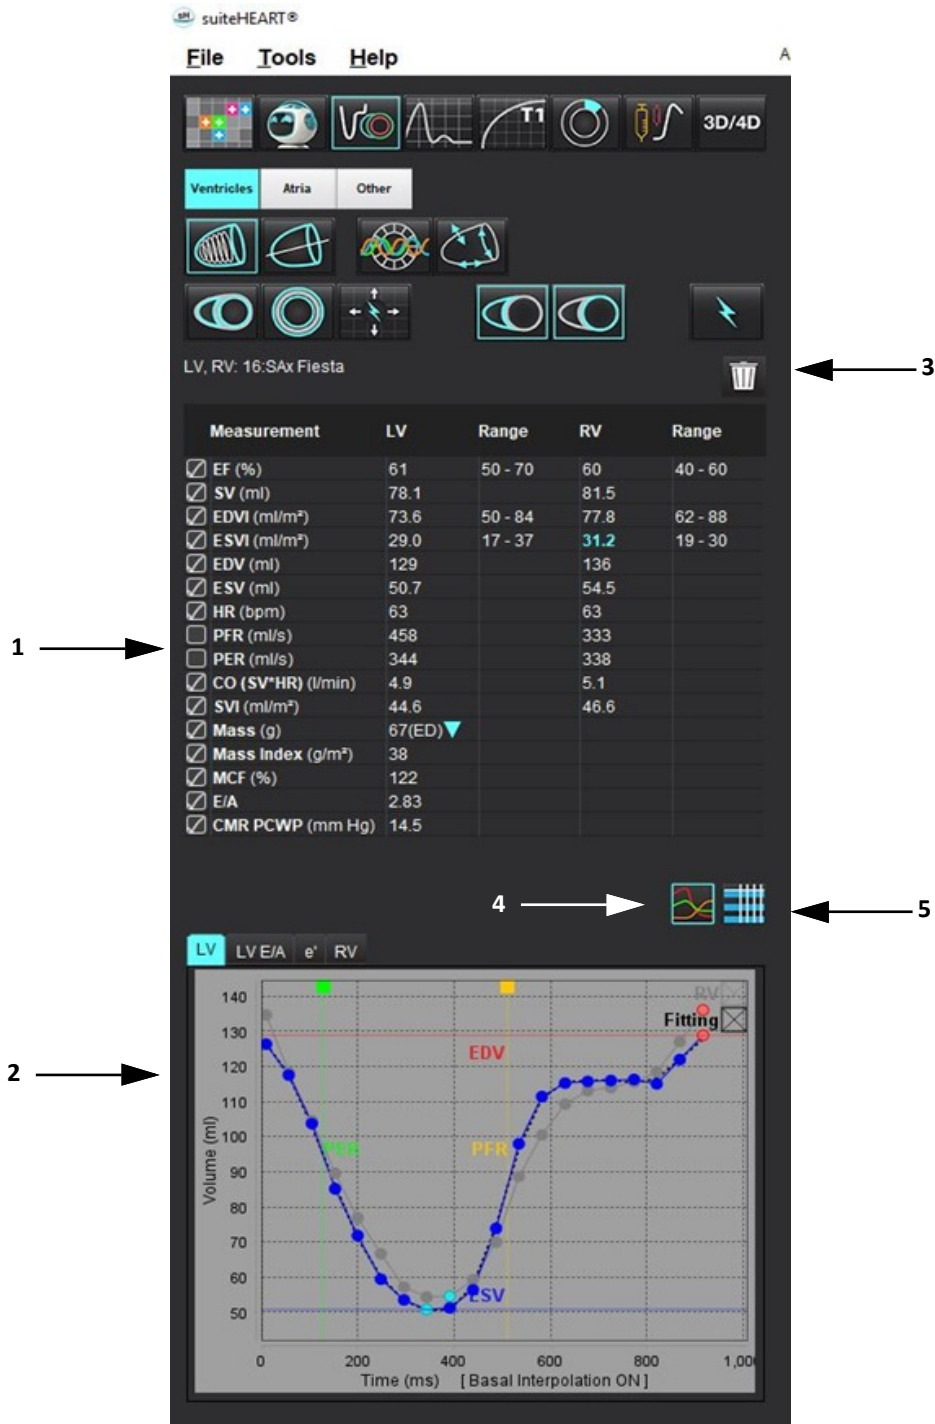 sH suiteHEART®
File Tools Help A
T1 3D/4D
Ventricles Atria Other
LV, RV: 16:SAx Fiesta
3
Measurement LV Range RV Range
EF (%) 61 50 - 70 60 40 - 60
SV (ml) 78.1 81.5
EDVI (ml/m²) 73.6 50 - 84 77.8 62 - 88
ESVI (ml/m²) 29.0 17 - 37 31.2 19 - 30
EDV (ml) 129 136
ESV (ml) 50.7 54.5
HR (bpm) 63 63
1
PFR (ml/s) 458 333
PER (ml/s) 344 338
CO (SV*HR) (l/min) 4.9 5.1
SVI (ml/m²) 44.6 46.6
Mass (g) 67(ED)
Mass Index (g/m²) 38
MCF (%) 122
E/A 2.83
CMR PCWP (mm Hg) 14.5
4
5
LV LV E/A e' RV
RV
Fitting
2
EDV
PER
PFR
ESV
Volume (ml)
140
130
120
110
100
90
80
70
60
50
0 200 400 600 800 1,00
Time (ms) [ Basal Interpolation ON ]